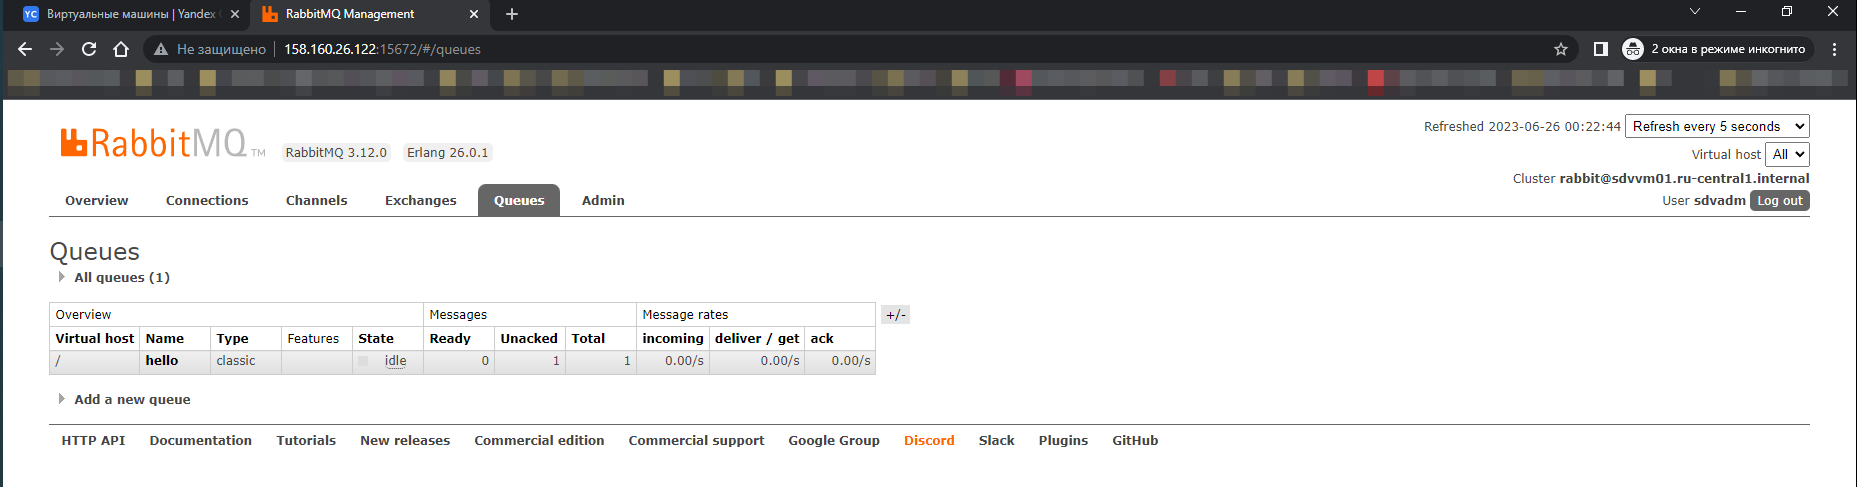 Виртуальные машины | Yandex
RabbitMQ Management
Не защищено | 158.160.26.122:15672/#/queues
2 окна в режиме инкогнито
RabbitMQ TM
RabbitMQ 3.12.0 Erlang 26.0.1
Refreshed 2023-06-26 00:22:44 Refresh every 5 seconds
Virtual host All
Cluster rabbit@sdvvm01.ru-central1.internal
User sdvadm Log out
Overview Connections Channels Exchanges Queues Admin
Queues
All queues (1)
Overview Messages Message rates +/-
Virtual host Name Type Features State Ready Unacked Total incoming deliver / get ack
/ hello classic idle 0 1 1 0.00/s 0.00/s 0.00/s
Add a new queue
HTTP API Documentation Tutorials New releases Commercial edition Commercial support Google Group Discord Slack Plugins GitHub